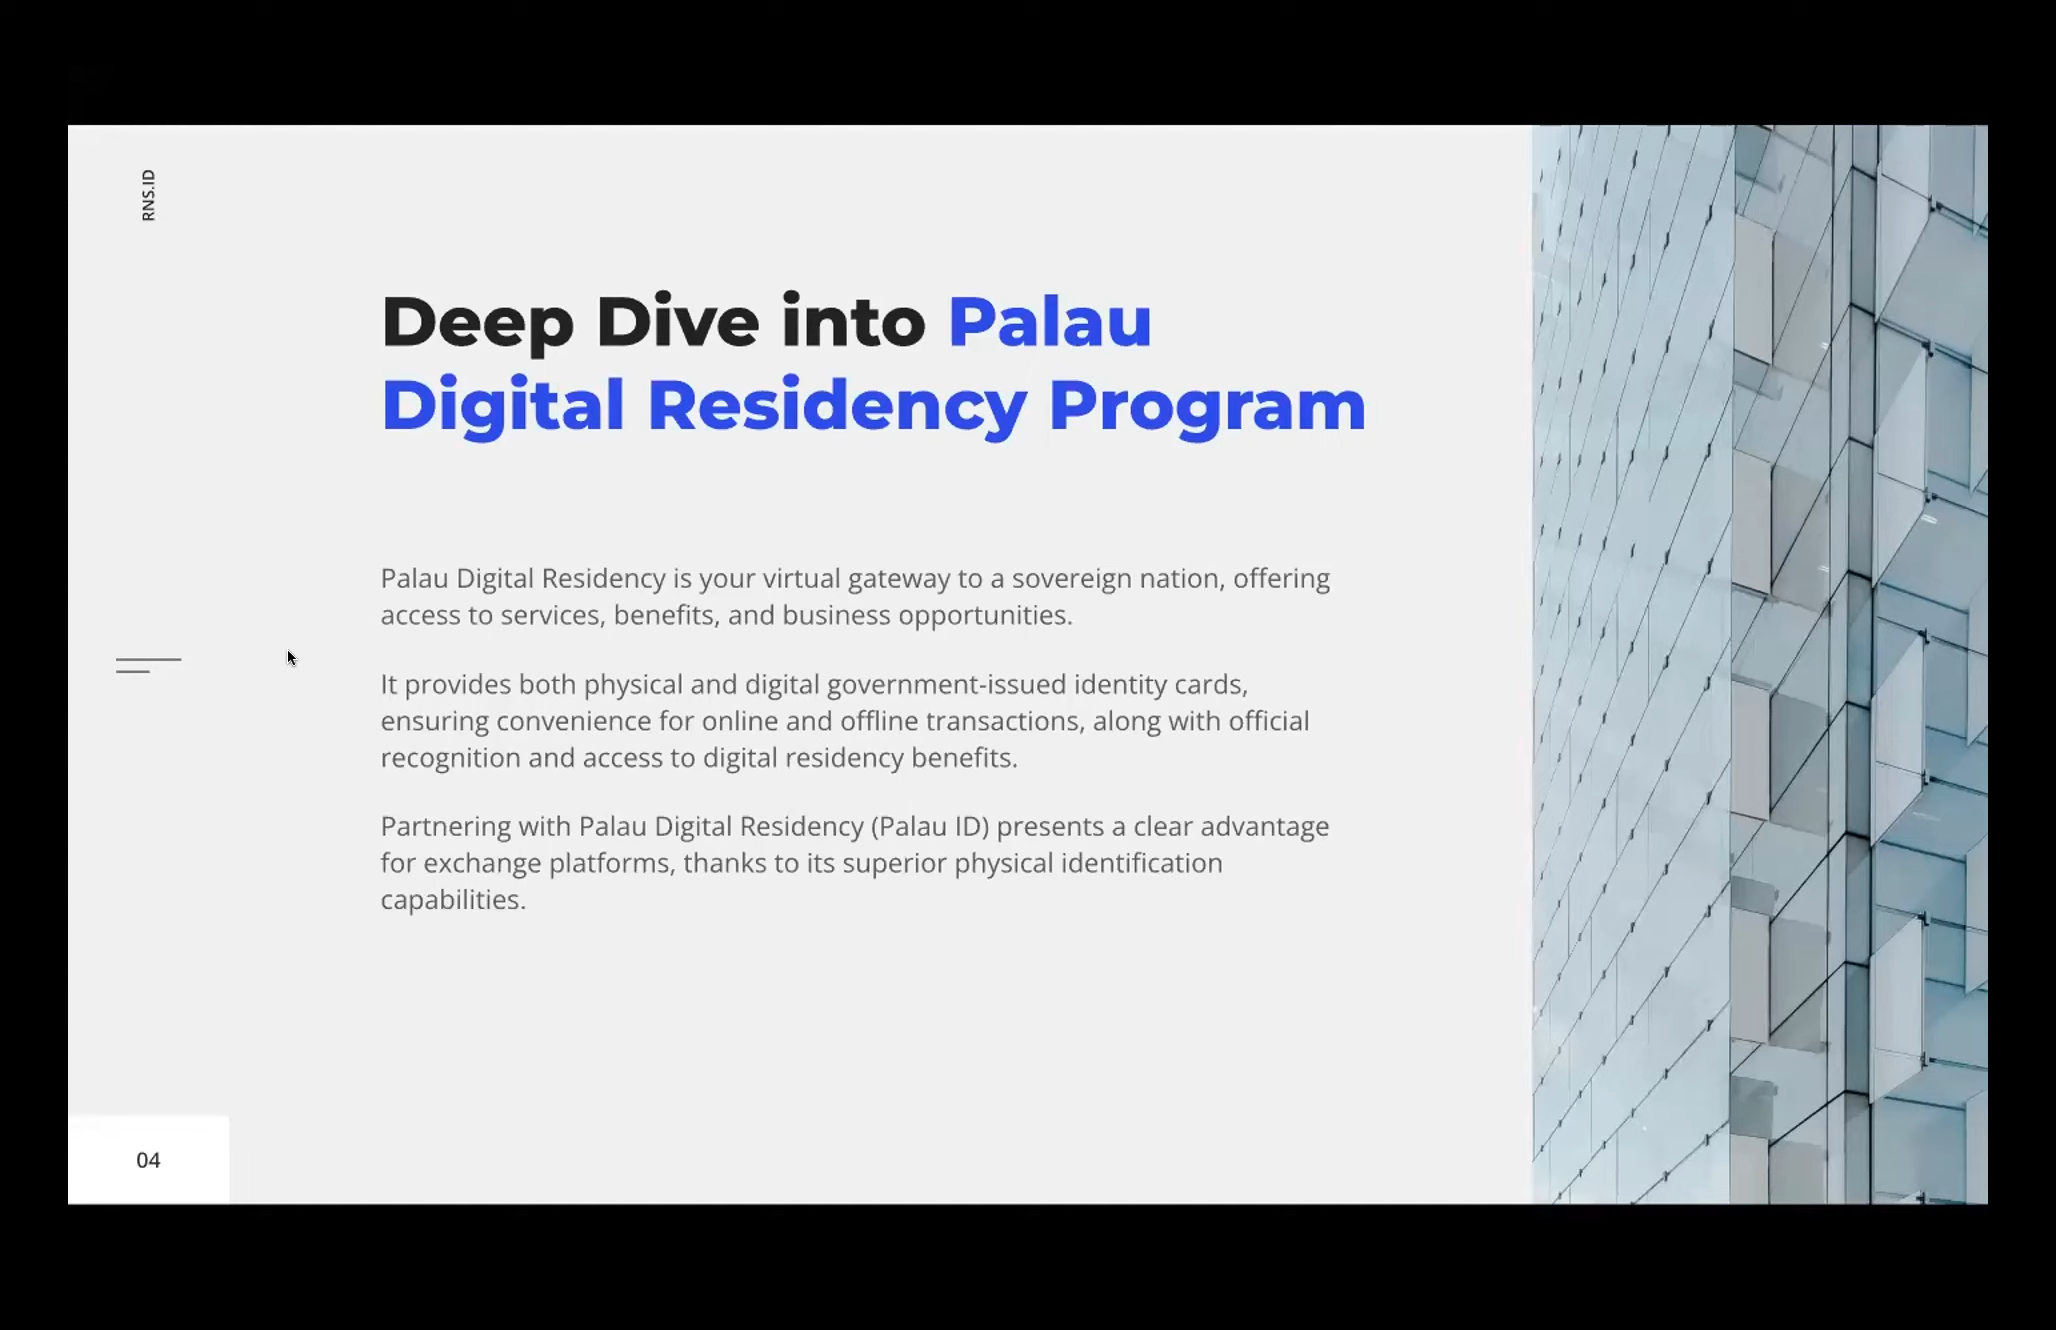 RNS.ID
Deep Dive into Palau
Digital Residency Program
Palau Digital Residency is your virtual gateway to a sovereign nation, offering
access to services, benefits, and business opportunities.
It provides both physical and digital government-issued identity cards,
ensuring convenience for online and offline transactions, along with official
recognition and access to digital residency benefits.
Partnering with Palau Digital Residency (Palau ID) presents a clear advantage
for exchange platforms, thanks to its superior physical identification
capabilities.
04